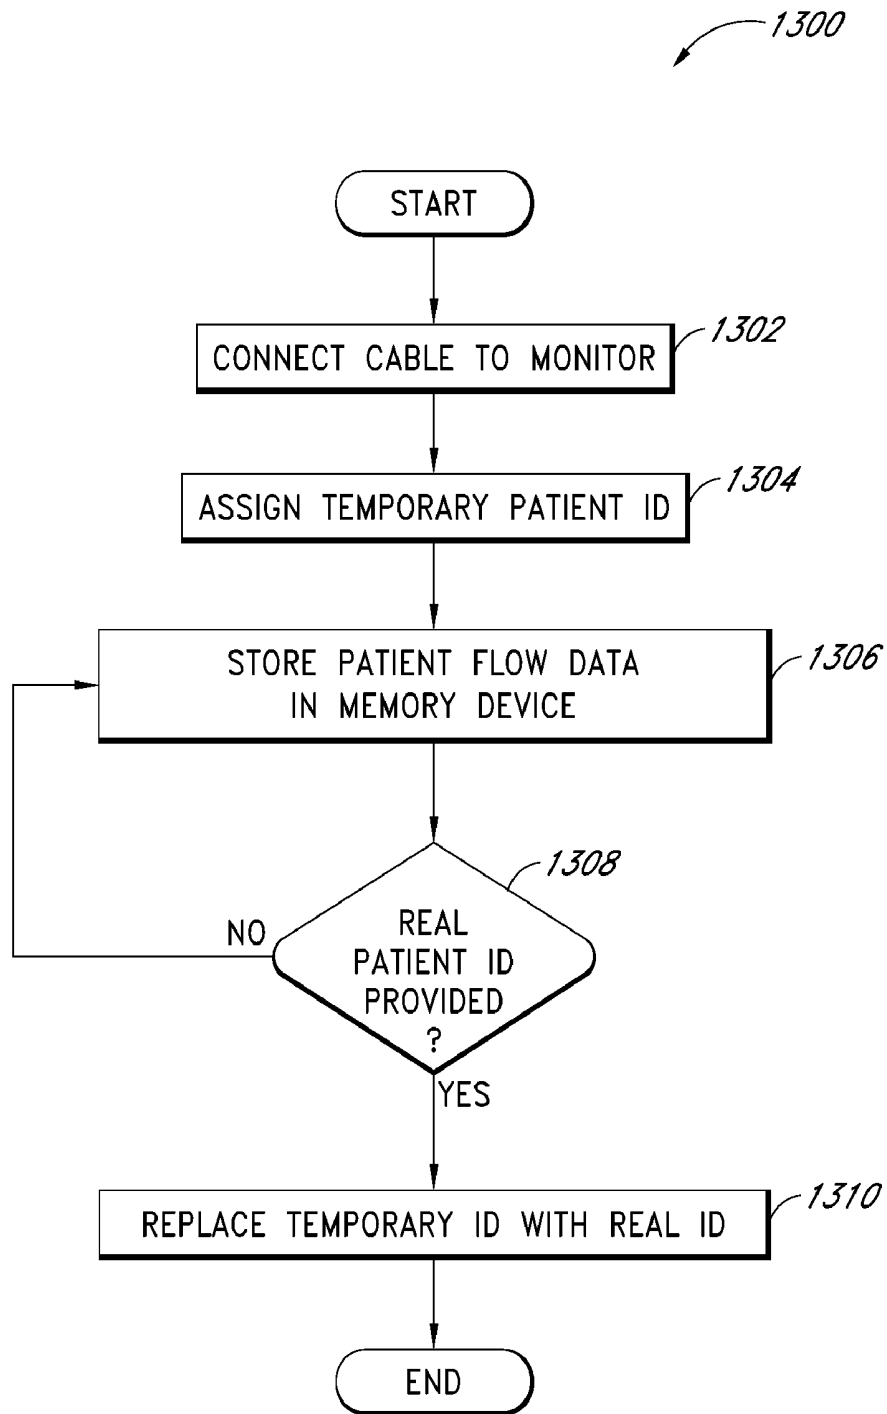 1300
START
1302
CONNECT CABLE TO MONITOR
1304
ASSIGN TEMPORARY PATIENT ID
1306
STORE PATIENT FLOW DATA
IN MEMORY DEVICE
1308
NO
REAL
PATIENT ID
PROVIDED
?
YES
1310
REPLACE TEMPORARY ID WITH REAL ID
END